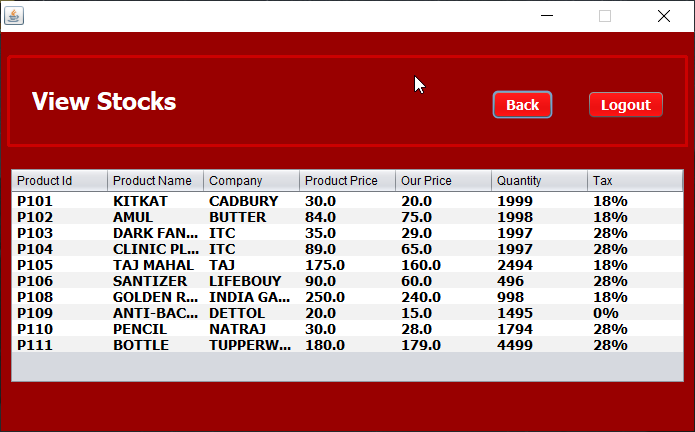 View Stocks Back Logout
Product Id Product Name Company Product Price Our Price Quantity Tax
P101 KITKAT CADBURY 30.0 20.0 1999 18%
P102 AMUL BUTTER 84.0 75.0 1998 18%
P103 DARK FAN... ITC 35.0 29.0 1997 28%
P104 CLINIC PL... ITC 89.0 65.0 1997 28%
P105 TAJ MAHAL TAJ 175.0 160.0 2494 18%
P106 SANTIZER LIFEBOUY 90.0 60.0 496 28%
P108 GOLDEN R... INDIA GA... 250.0 240.0 998 18%
P109 ANTI-BAC... DETTOL 20.0 15.0 1495 0%
P110 PENCIL NATRAJ 30.0 28.0 1794 28%
P111 BOTTLE TUPPERW... 180.0 179.0 4499 28%